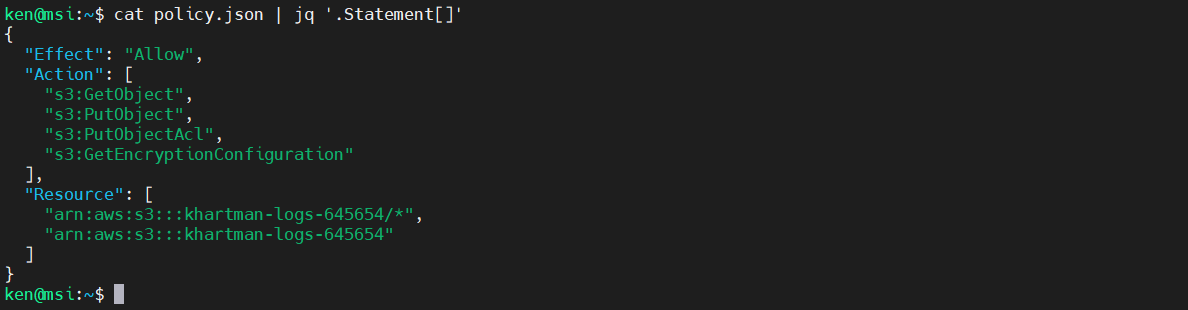 ken@msi:~$ cat policy.json | jq '.Statement[]'
{
  "Effect": "Allow",
  "Action": [
    "s3:GetObject",
    "s3:PutObject",
    "s3:PutObjectAcl",
    "s3:GetEncryptionConfiguration"
  ],
  "Resource": [
    "arn:aws:s3:::khartman-logs-645654/*",
    "arn:aws:s3:::khartman-logs-645654"
  ]
}
ken@msi:~$